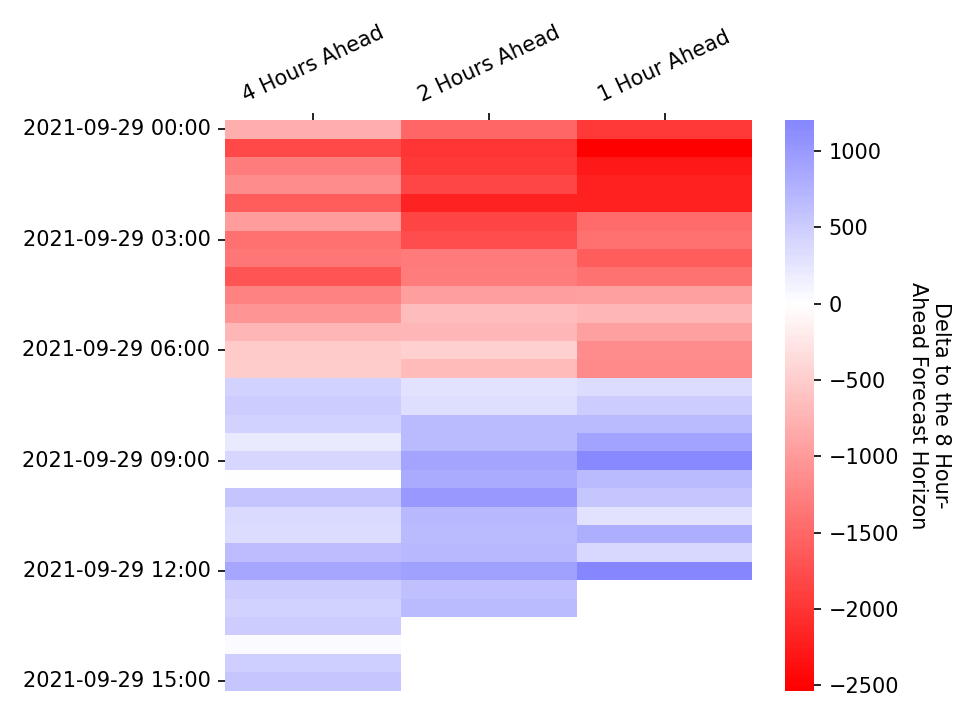 4 Hours Ahead
2 Hours Ahead
1 Hour Ahead
2021-09-29 00:00
2021-09-29 03:00
2021-09-29 06:00
2021-09-29 09:00
2021-09-29 12:00
2021-09-29 15:00
1000
500
0
−500
−1000
−1500
−2000
−2500
Delta to the 8 Hour-
Ahead Forecast Horizon